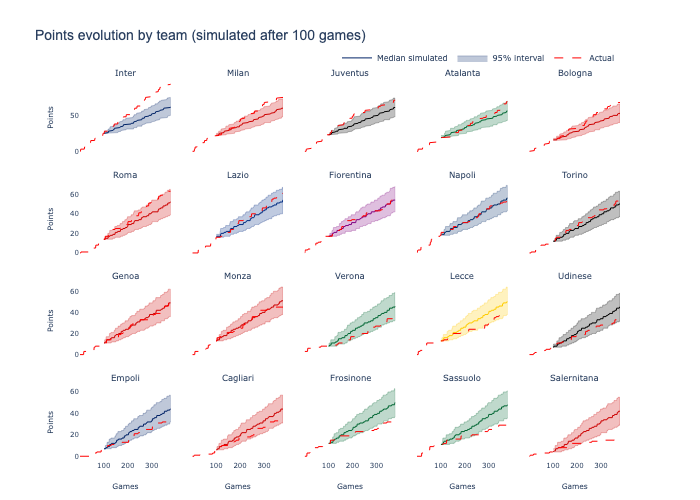 Points evolution by team (simulated after 100 games)
Median simulated 95% interval Actual
Inter Milan Juventus Atalanta Bologna
Points
50
0
Roma Lazio Fiorentina Napoli Torino
Points
60
40
20
0
Genoa Monza Verona Lecce Udinese
Points
60
40
20
0
Empoli Cagliari Frosinone Sassuolo Salernitana
Points
60
40
20
0
100 200 300 100 200 300 100 200 300 100 200 300 100 200 300
Games Games Games Games Games